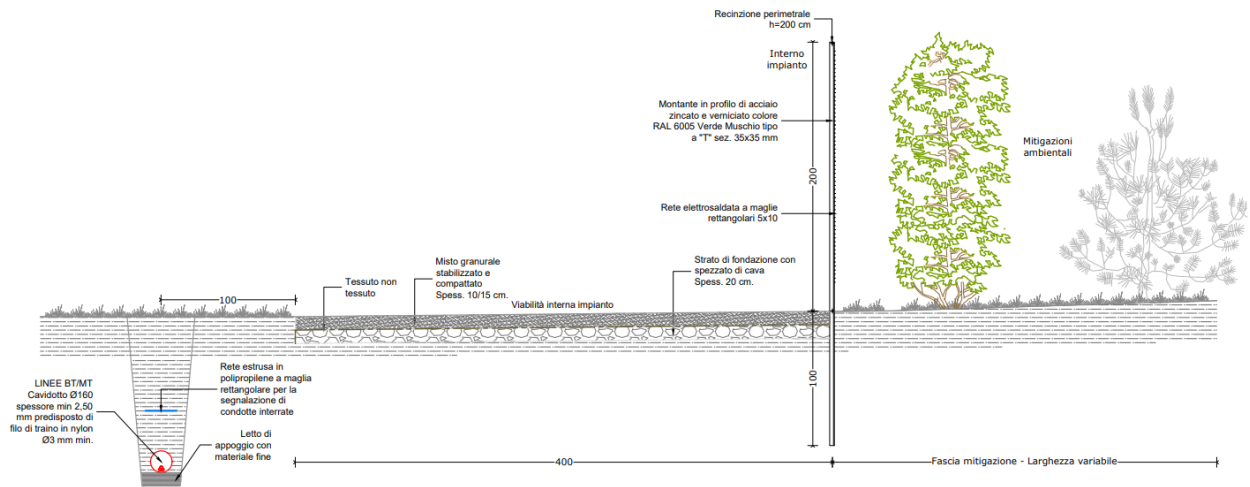 Recinzione perimetrale
h=200 cm
Interno
impianto
Montante in profilo di acciaio
zincato e verniciato colore
RAL 6005 Verde Muschio tipo
a "T" sez. 35x35 mm
Mitigazioni
ambientali
200
Rete elettrosaldata a maglie
rettangolari 5x10
Misto granurale
stabilizzato e
compattato
Spess. 10/15 cm.
Strato di fondazione con
spezzato di cava
Spess. 20 cm.
Tessuto non
tessuto
100
Viabilità interna impianto
Rete estrusa in
polipropilene a maglia
rettangolare per la
segnalazione di
condotte interrate
LINEE BT/MT
Cavidotto Ø160
spessore min 2,50
mm predisposto di
filo di traino in nylon
Ø3 mm min.
100
Letto di
appoggio con
materiale fine
400
Fascia mitigazione - Larghezza variabile